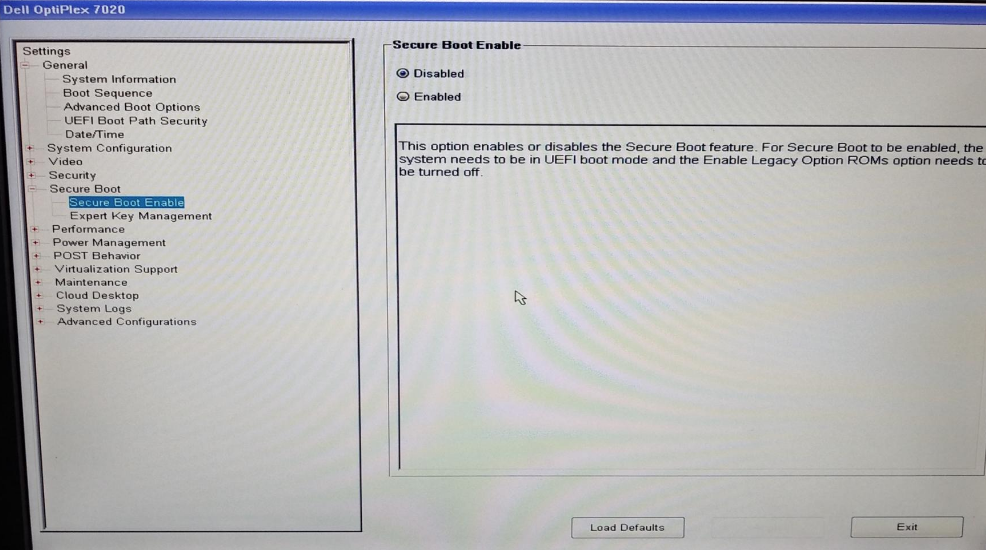 Dell OptiPlex 7020
Settings
General
System Information
Boot Sequence
Advanced Boot Options
UEFI Boot Path Security
Date/Time
System Configuration
Video
Security
Secure Boot
Secure Boot Enable
Expert Key Management
Performance
Power Management
POST Behavior
Virtualization Support
Maintenance
Cloud Desktop
System Logs
Advanced Configurations
Secure Boot Enable
Disabled
Enabled
This option enables or disables the Secure Boot feature. For Secure Boot to be enabled, the
system needs to be in UEFI boot mode and the Enable Legacy Option ROMs option needs to
be turned off.
Load Defaults
Exit